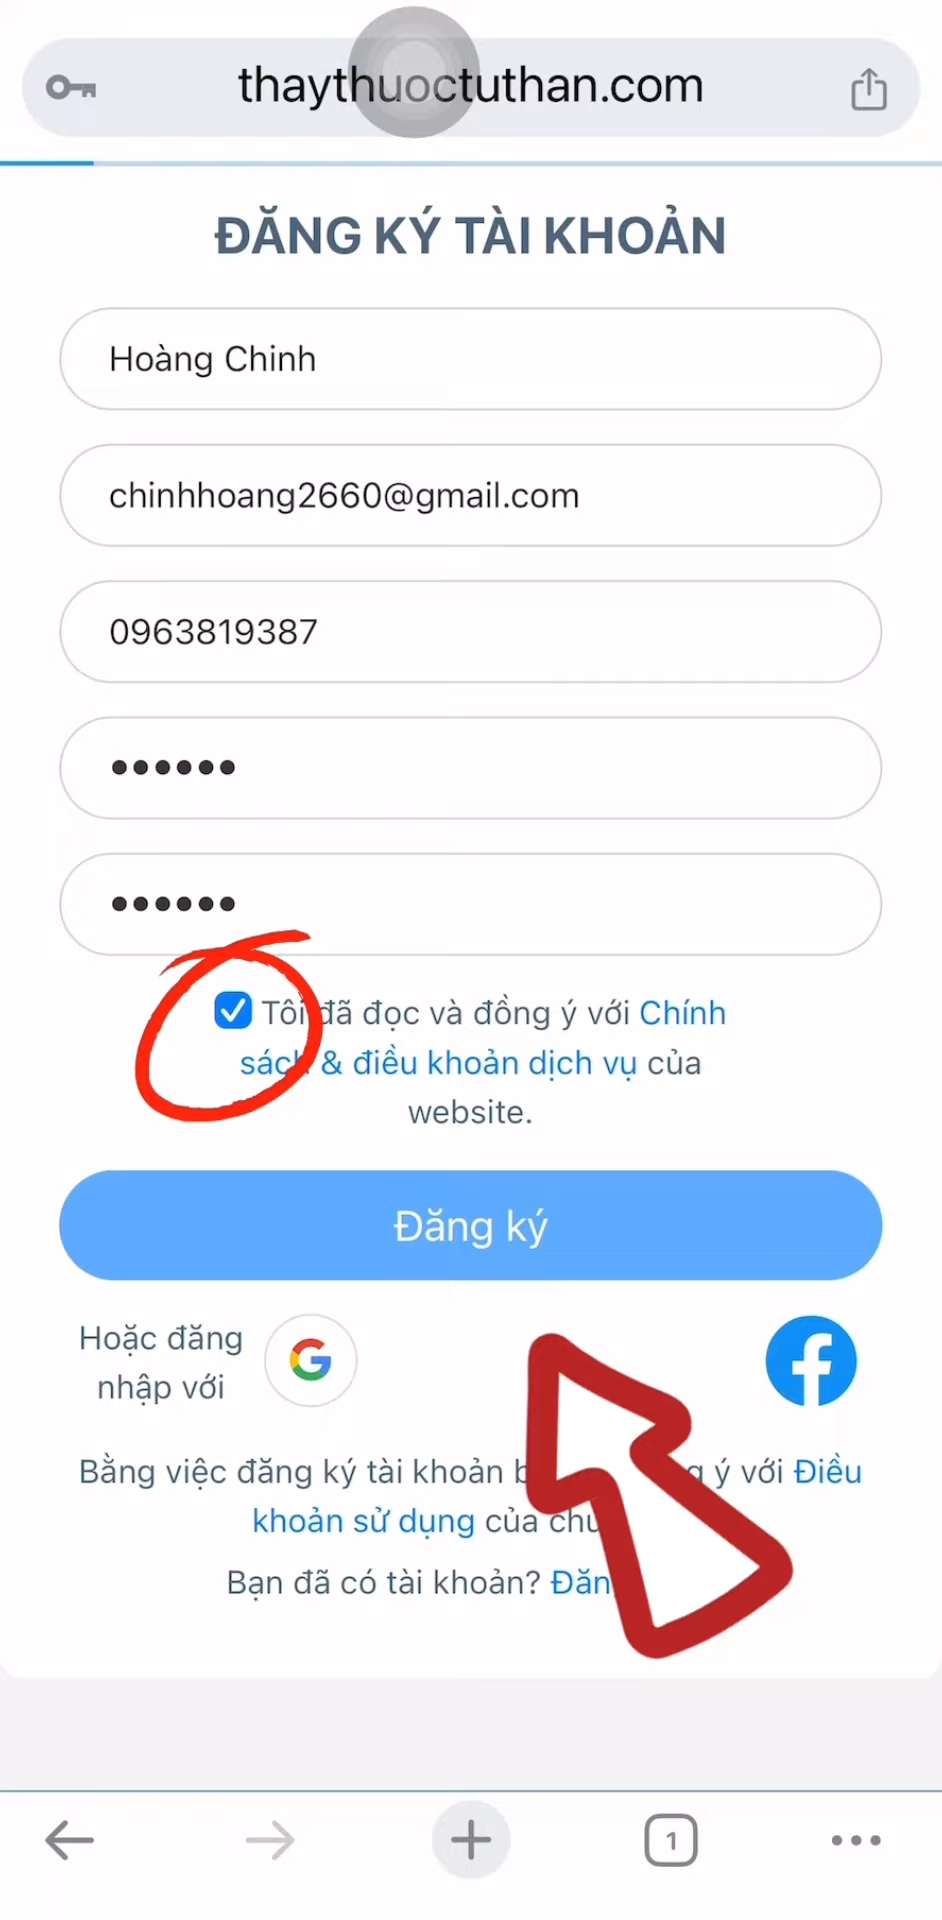 thaythuoctuthan.com
ĐĂNG KÝ TÀI KHOẢN
Hoàng Chinh
chinhhoang2660@gmail.com
0963819387
••••••
••••••
Tôi đã đọc và đồng ý với Chính
sách & điều khoản dịch vụ của
website.
Đăng ký
Hoặc đăng
nhập với
Bằng việc đăng ký tài khoản ý với Điều
khoản sử dụng của
Bạn đã có tài khoản?
1